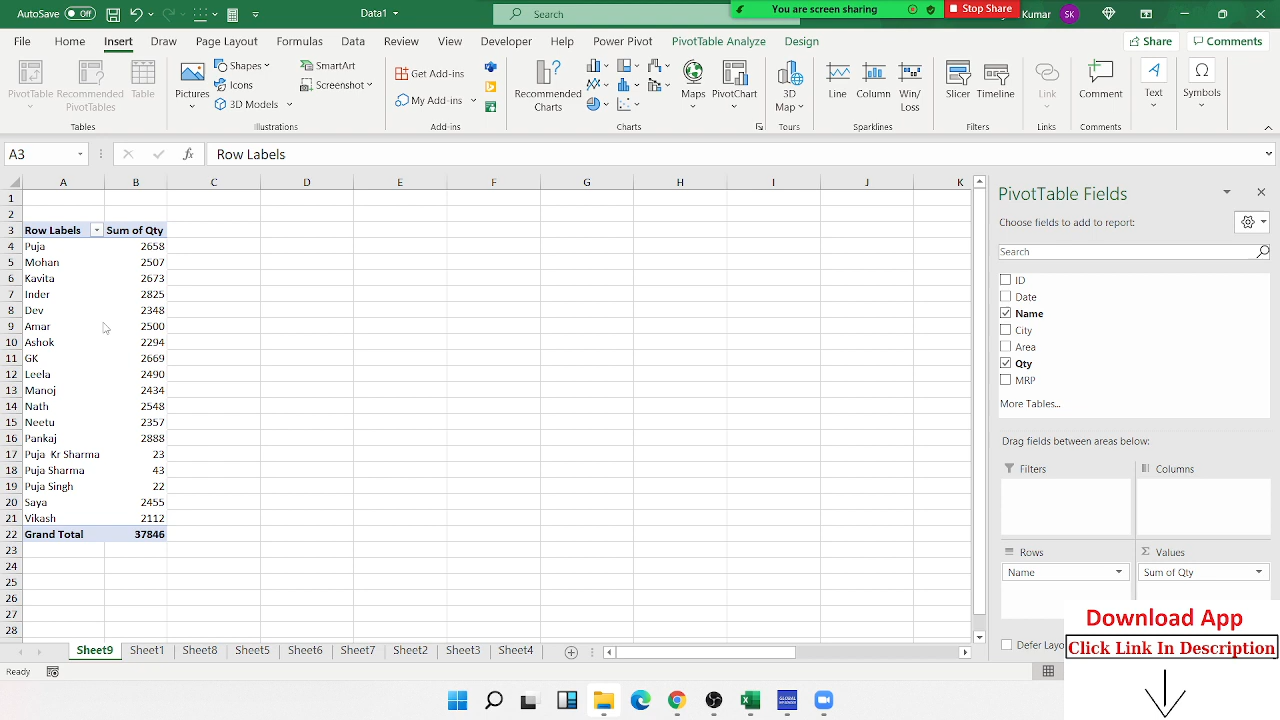 AutoSave Off
Data1
Search
You are screen sharing
Stop Share
Kumar
SK
File
Home
Insert
Draw
Page Layout
Formulas
Data
Review
View
Developer
Help
Power Pivot
PivotTable Analyze
Design
Share
Comments
PivotTable
Recommended PivotTables
Table
Pictures
Shapes
Icons
3D Models
SmartArt
Screenshot
Get Add-ins
My Add-ins
Recommended Charts
Maps
PivotChart
3D Map
Line
Column
Win/ Loss
Slicer
Timeline
Link
Comment
Text
Symbols
Tables
Illustrations
Add-ins
Charts
Tours
Sparklines
Filters
Links
Comments
A3
fx
Row Labels
A B C D E F G H I J K
1
2
3 Row Labels Sum of Qty
4 Puja 2658
5 Mohan 2507
6 Kavita 2673
7 Inder 2825
8 Dev 2348
9 Amar 2500
10 Ashok 2294
11 GK 2669
12 Leela 2490
13 Manoj 2434
14 Nath 2548
15 Neetu 2357
16 Pankaj 2888
17 Puja Kr Sharma 23
18 Puja Sharma 43
19 Puja Singh 22
20 Saya 2455
21 Vikash 2112
22 Grand Total 37846
23
24
25
26
27
28
PivotTable Fields
Choose fields to add to report:
Search
ID
Date
Name
City
Area
Qty
MRP
More Tables...
Drag fields between areas below:
Filters
Columns
Rows
Values
Name
Sum of Qty
Defer Layo
Download App
Click Link In Description
Sheet9 Sheet1 Sheet8 Sheet5 Sheet6 Sheet7 Sheet2 Sheet3 Sheet4
Ready